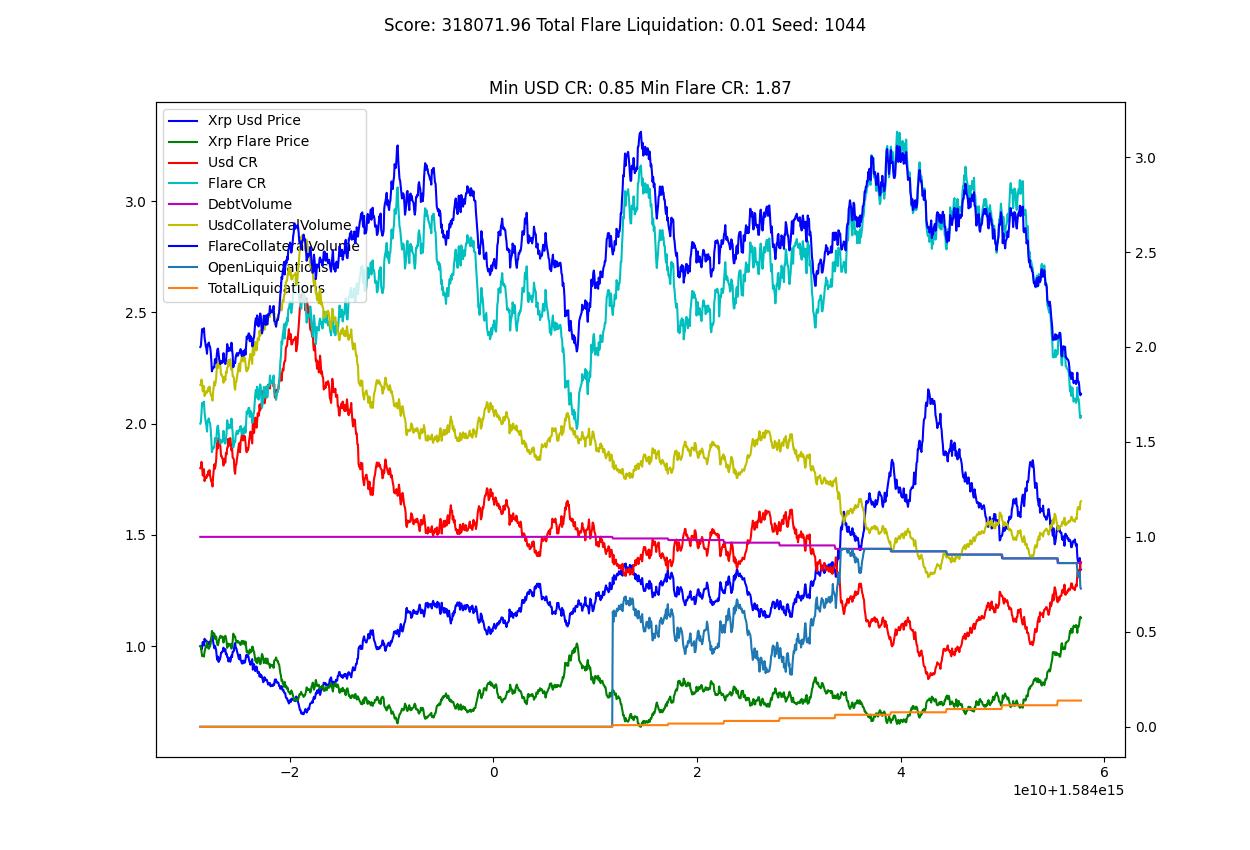 Score: 318071.96 Total Flare Liquidation: 0.01 Seed: 1044
Min USD CR: 0.85 Min Flare CR: 1.87
Xrp Usd Price
Xrp Flare Price
Usd CR
Flare CR
DebtVolume
UsdCollateralVolume
FlareCollateralVolume
OpenLiquidations
TotalLiquidations
3.0
2.5
2.0
1.5
1.0
3.0
2.5
2.0
1.5
1.0
0.5
0.0
−2 0 2 4 6
1e10+1.584e15